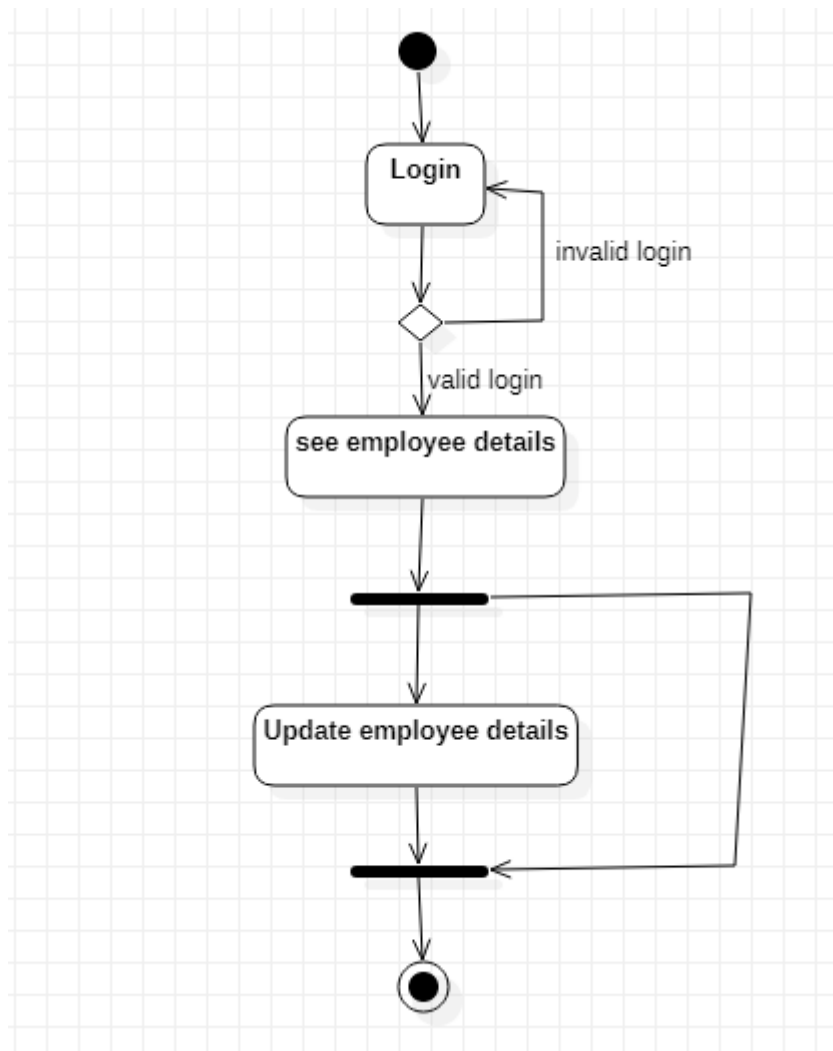 Login
invalid login
valid login
see employee details
Update employee details